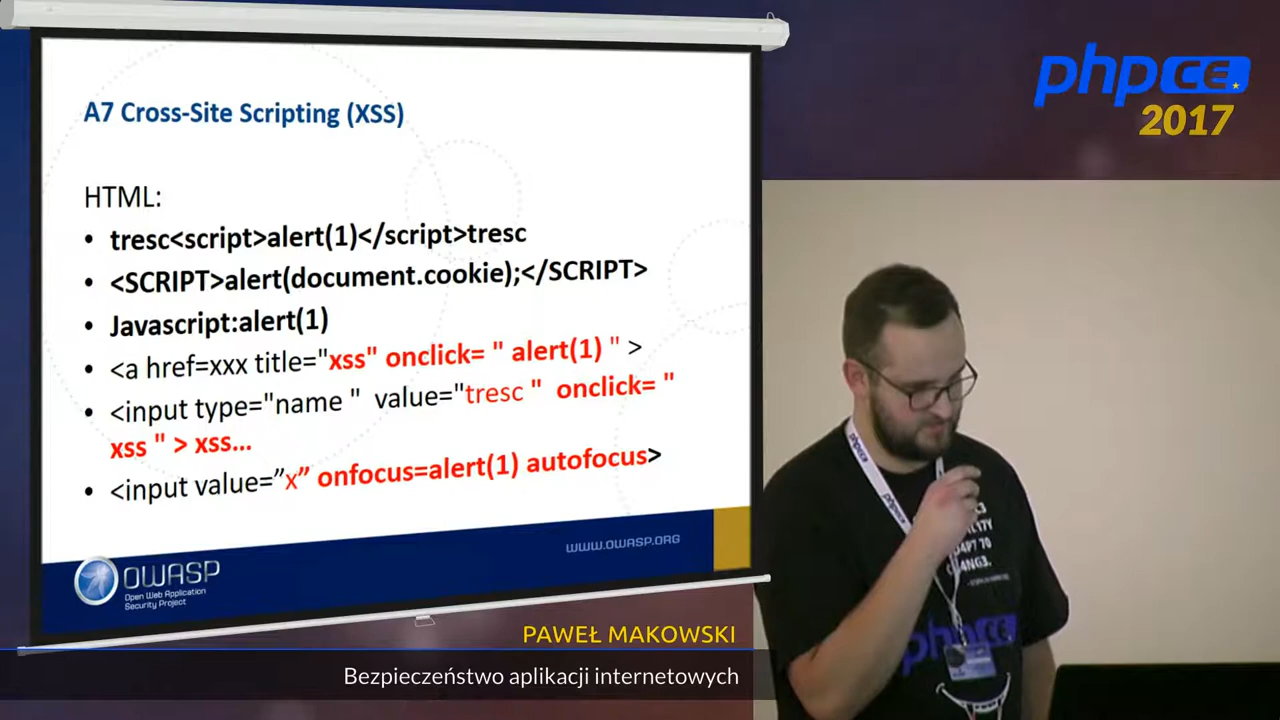 A7 Cross-Site Scripting (XSS)
HTML:
• tresc<script>alert(1)</script>tresc
• <SCRIPT>alert(document.cookie);</SCRIPT>
• Javascript:alert(1)
• <a href=xxx title="xss" onclick= " alert(1) " >
• <input type="name " value="tresc " onclick= "
xss " > xss...
• <input value=”x” onfocus=alert(1) autofocus>
WWW.OWASP.ORG
OWASP
Open Web Application
Security Project
phpCE
2017
phpCE
phpCE
PAWEŁ MAKOWSKI
Bezpieczeństwo aplikacji internetowych